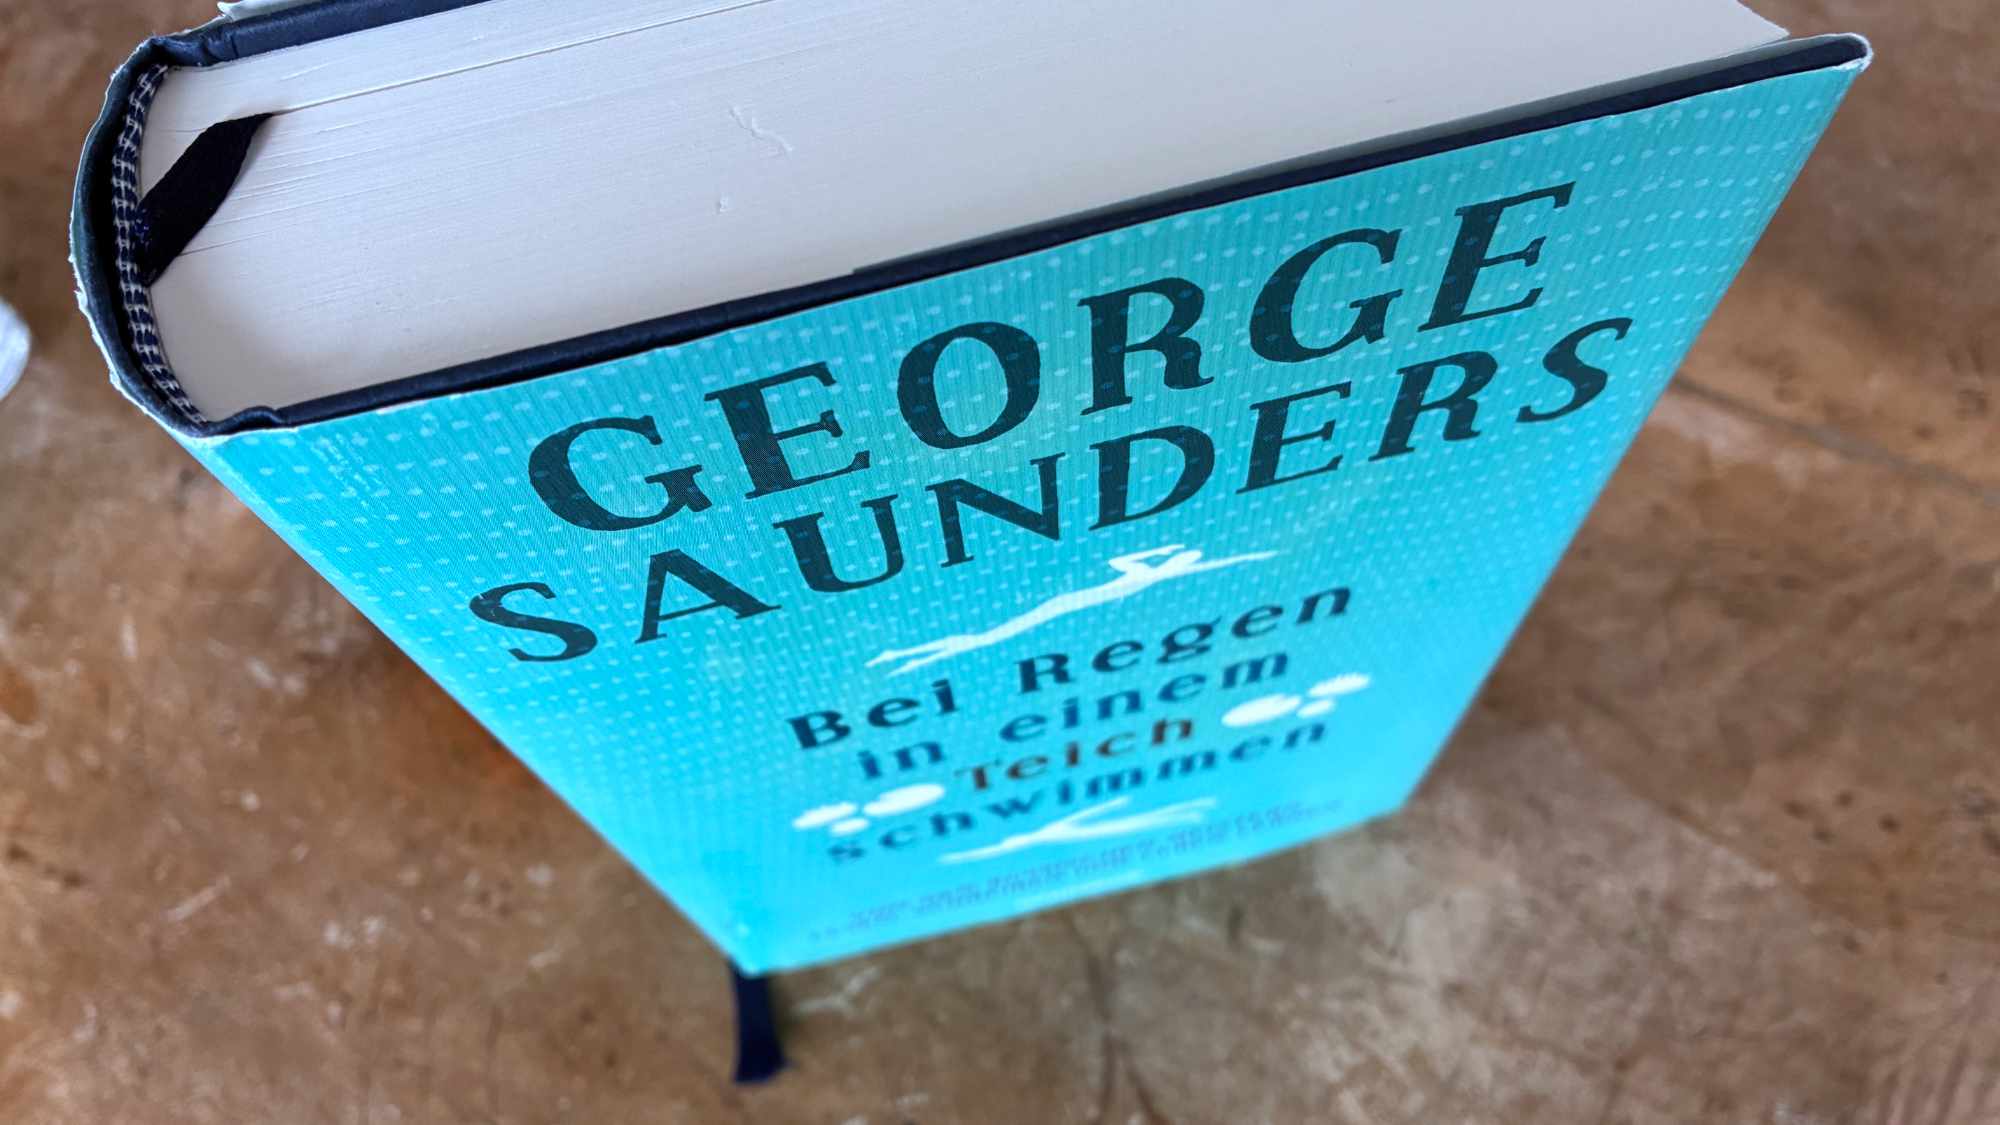 GEORGE
SAUNDERS
Bei Regen
in einem
Teich
schwimmen